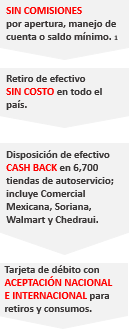 SIN COMISIONES
por apertura, manejo de
cuenta o saldo mínimo. 1
Retiro de efectivo
SIN COSTO en todo el
país.
Disposición de efectivo
CASH BACK en 6,700
tiendas de autoservicio;
incluye Comercial
Mexicana, Soriana,
Walmart y Chedraui.
Tarjeta de débito con
ACEPTACIÓN NACIONAL
E INTERNACIONAL para
retiros y consumos.